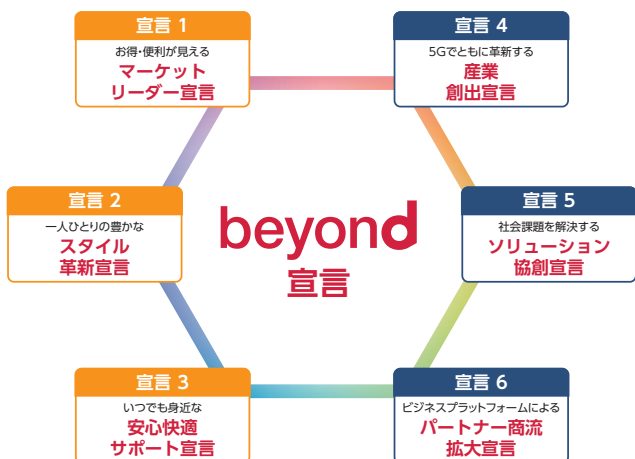 宣言 1
お得・便利が見える
マーケット
リーダー宣言
宣言 4
5Gでともに革新する
産業
創出宣言
宣言 2
一人ひとりの豊かな
スタイル
革新宣言
beyond
宣言
宣言 5
社会課題を解決する
ソリューション
協創宣言
宣言 3
いつでも身近な
安心快適
サポート宣言
宣言 6
ビジネスプラットフォームによる
パートナー商流
拡大宣言